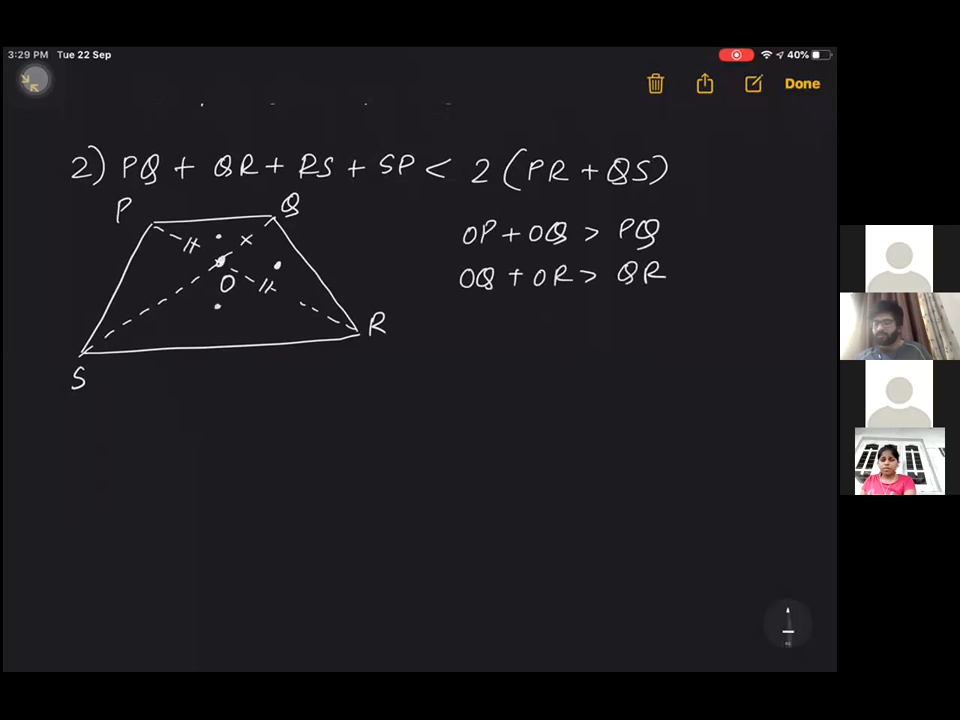 3:29 PM Tue 22 Sep 40%
Done
2) PQ + QR + RS + SP < 2 (PR + QS)
P Q
OP + OQ > PQ
OQ + OR > QR
O
R
S